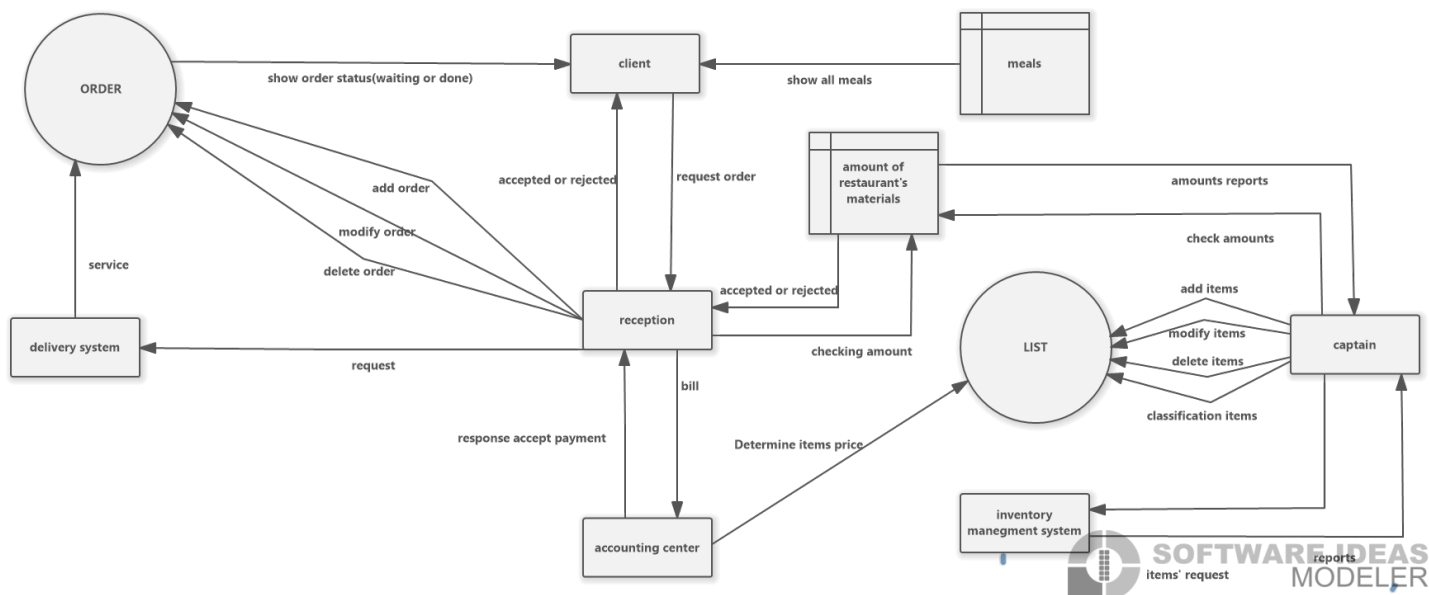 ORDER
show order status(waiting or done)
client
show all meals
meals
accepted or rejected
request order
amount of
restaurant's
materials
amounts reports
check amounts
add order
modify order
delete order
service
delivery system
request
reception
accepted or rejected
checking amount
bill
response accept payment
Determine items price
accounting center
LIST
add items
modify items
delete items
classification items
captain
inventory
manegment system
items' request
reports
SOFTWARE IDEAS
MODELER